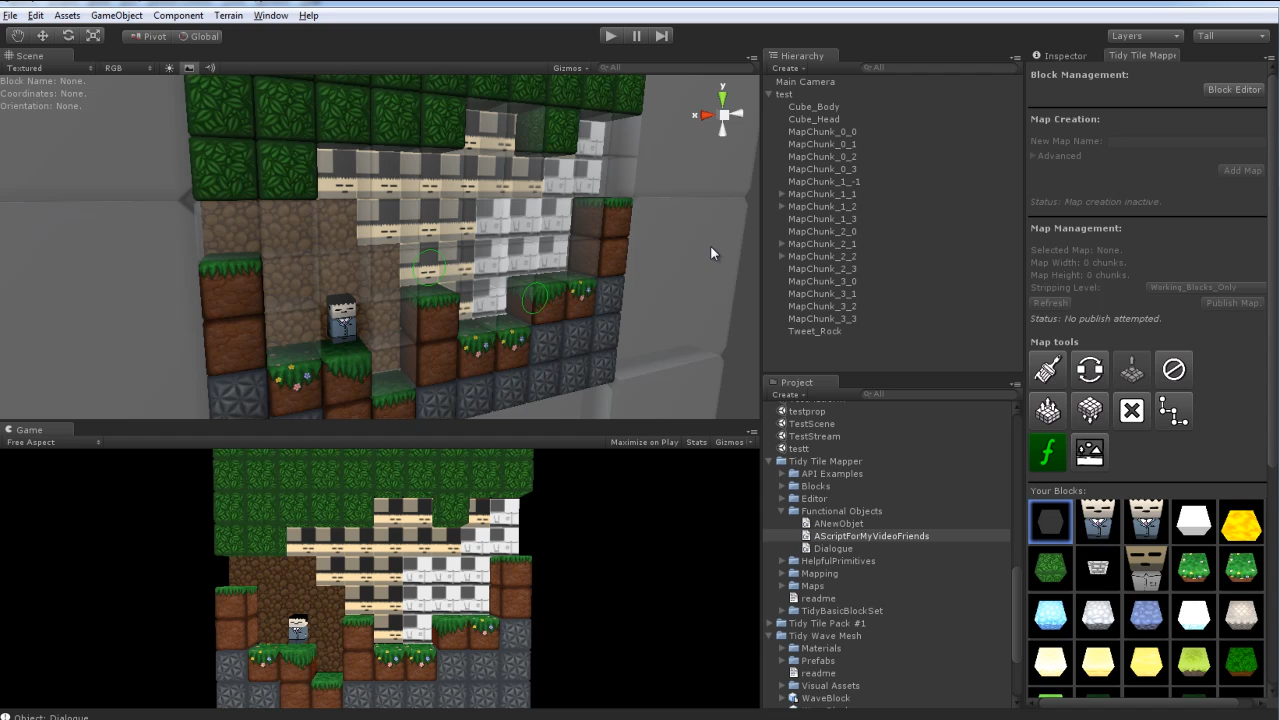 File Edit Assets GameObject Component Terrain Window Help
Pivot Global Layers Tall
Scene
Textured RGB Gizmos All
Block Name: None.
Coordinates: None.
Orientation: None.
y
x
Game
Free Aspect Maximize on Play Stats Gizmos
Hierarchy
Create All
Main Camera
test
Cube_Body
Cube_Head
MapChunk_0_0
MapChunk_0_1
MapChunk_0_2
MapChunk_0_3
MapChunk_1_-1
MapChunk_1_1
MapChunk_1_2
MapChunk_1_3
MapChunk_2_0
MapChunk_2_1
MapChunk_2_2
MapChunk_2_3
MapChunk_3_0
MapChunk_3_1
MapChunk_3_2
MapChunk_3_3
Tweet_Rock
Project
Create All
testprop
TestScene
TestStream
testt
Tidy Tile Mapper
API Examples
Blocks
Editor
Functional Objects
ANewObjet
AScriptForMyVideoFriends
Dialogue
HelpfulPrimitives
Mapping
Maps
readme
TidyBasicBlockSet
Tidy Tile Pack #1
Tidy Wave Mesh
Materials
Prefabs
readme
Visual Assets
WaveBlock
Inspector Tidy Tile Mappe
Block Management:
Block Editor
Map Creation:
New Map Name:
Advanced
Add Map
Status: Map creation inactive.
Map Management:
Selected Map: None.
Map Width: 0 chunks.
Map Height: 0 chunks.
Stripping Level: Working_Blocks_Only
Refresh Publish Map
Status: No publish attempted.
Map tools
Your Blocks:
Object: Dialogue